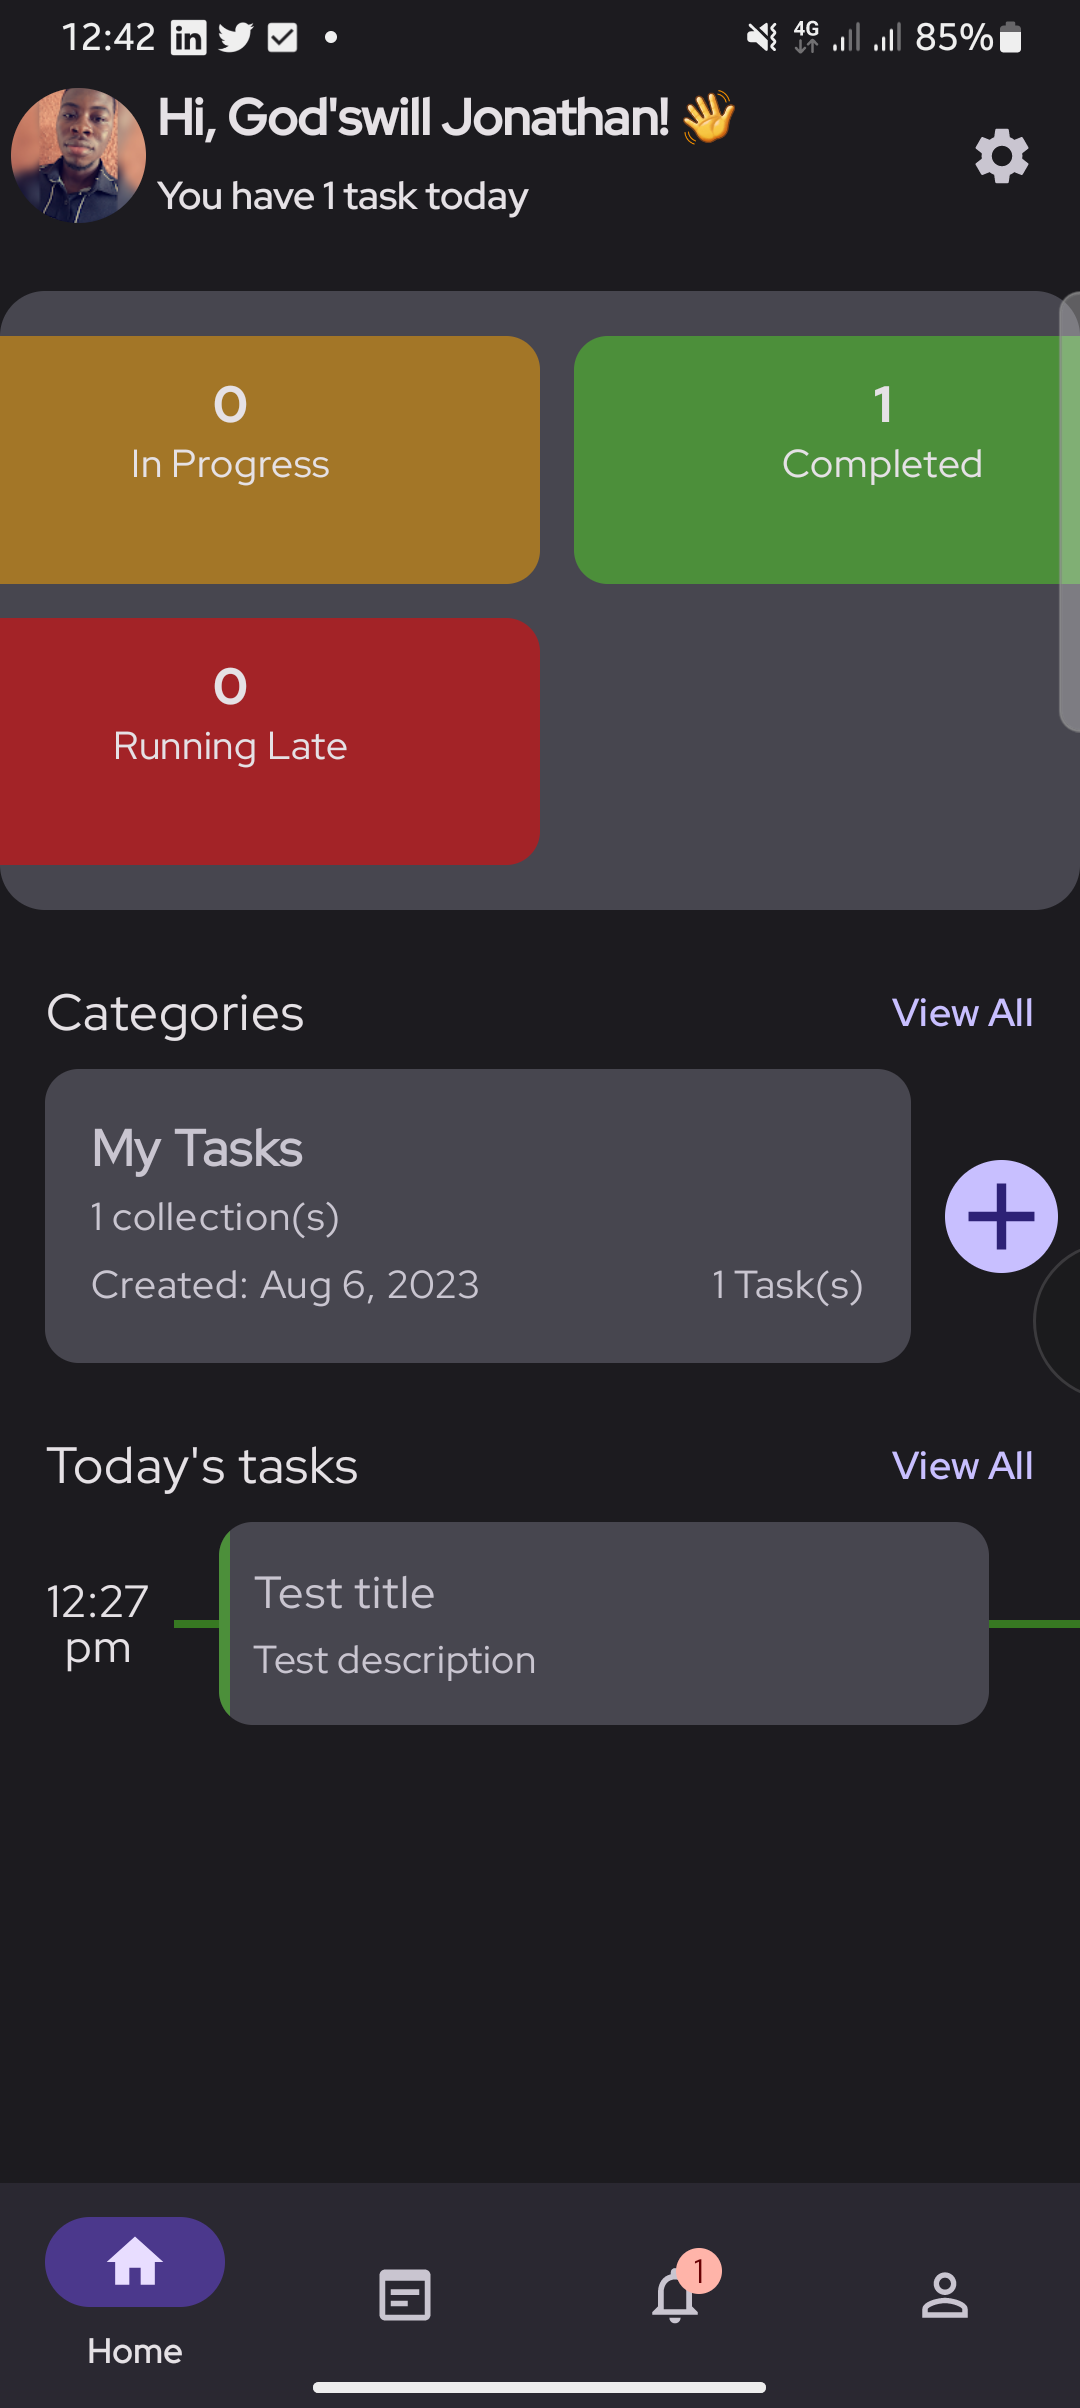 12:42
4G
85%
Hi, God'swill Jonathan! 👋
You have 1 task today
0
In Progress
1
Completed
0
Running Late
Categories
View All
My Tasks
1 collection(s)
Created: Aug 6, 2023
1 Task(s)
Today's tasks
View All
12:27
pm
Test title
Test description
1
Home